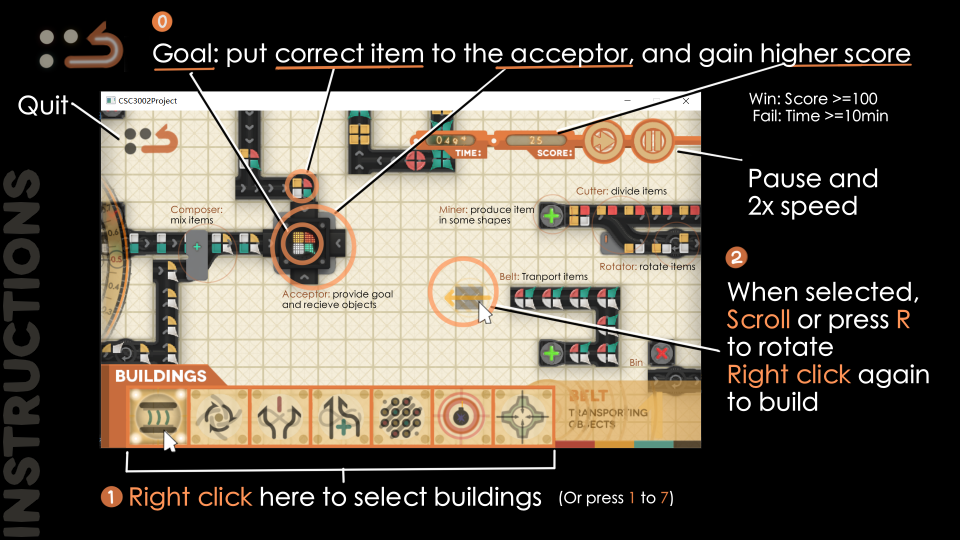 0
Goal: put correct item to the acceptor, and gain higher score
Quit
CSC3002Project
Win: Score >=100
Fail: Time >=10min
TIME:
25
SCORE:
Pause and
2x speed
Cutter: divide items
Composer:
mix items
Miner: produce item
in some shapes
Rotator: rotate items
Belt: Tranport items
Acceptor: provide goal
and recieve objects
2
When selected,
Scroll or press R
to rotate
Right click again
to build
Bin
BUILDINGS
BELT
TRANSPORTING
OBJECTS
1 Right click here to select buildings (Or press 1 to 7)
INSTRUCTIONS